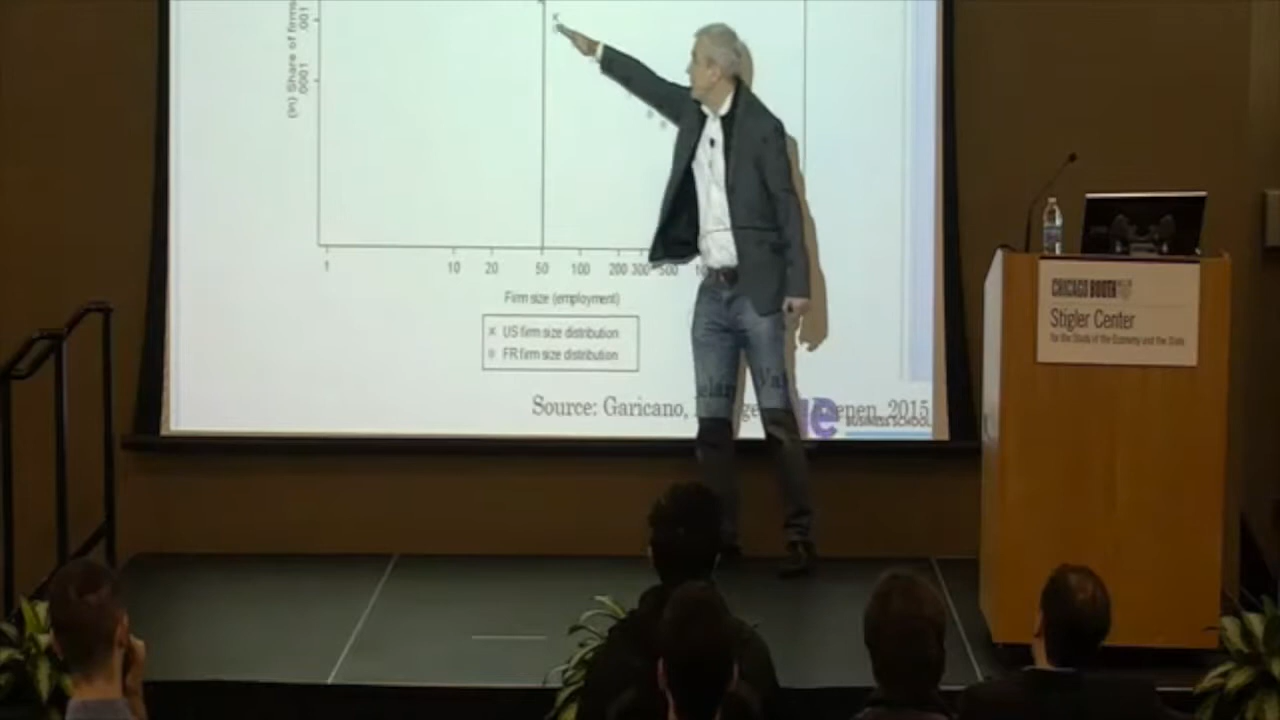 (ln) Share of firms
.0001 .001
1 10 20 50 100 200 300 500
Firm size (employment)
× US firm size distribution
FR firm size distribution
Source: Garicano, 2015
BUSINESS SCHOOL
CHICAGO BOOTH
Stigler Center
for the Study of the Economy and the State